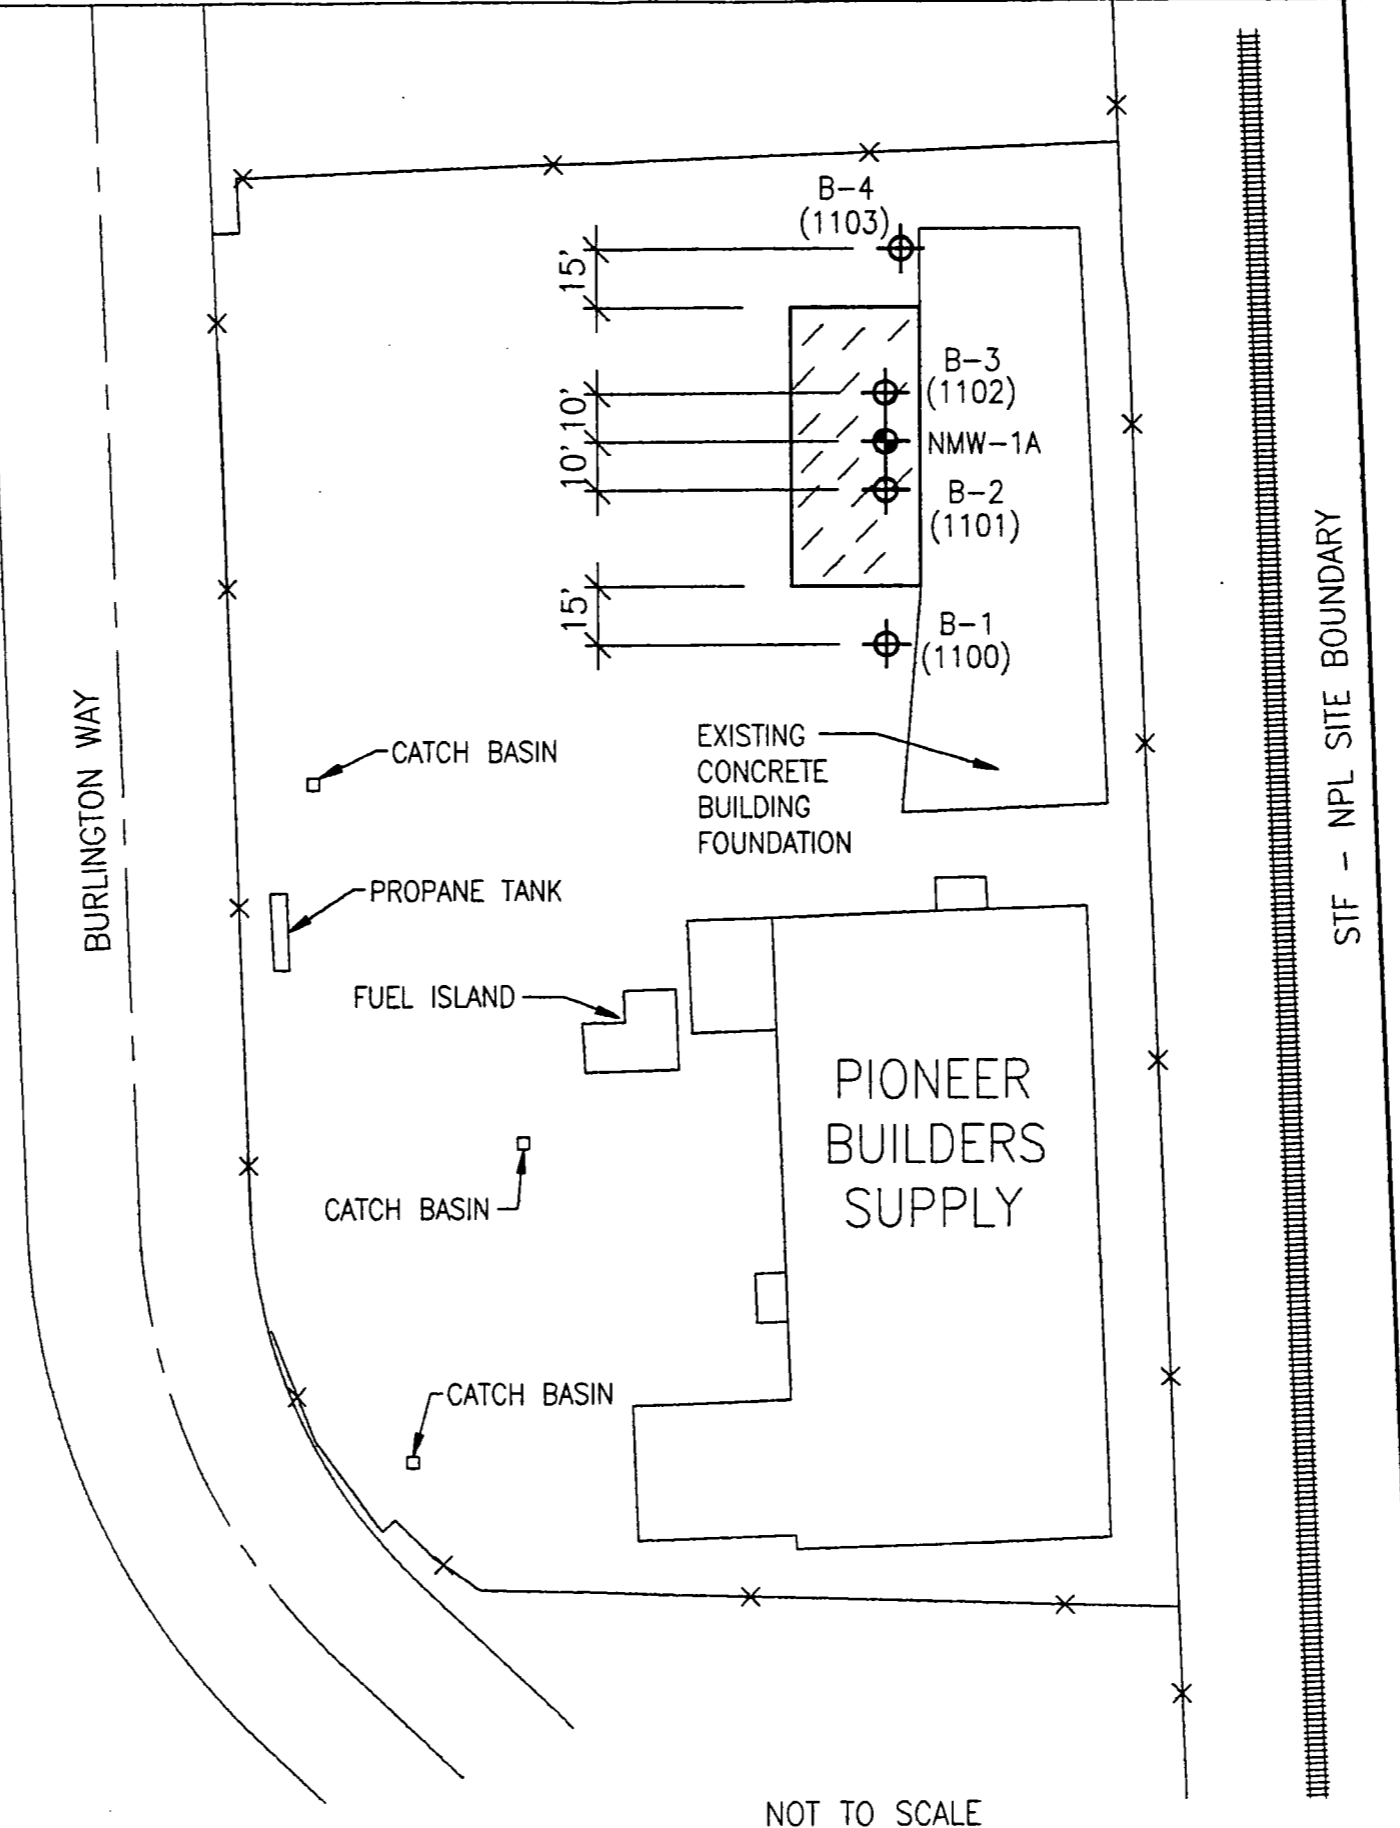 B-4
(1103)
15'
B-3
(1102)
10'
NMW-1A
10'
B-2
(1101)
15'
B-1
(1100)
EXISTING
CONCRETE
BUILDING
FOUNDATION
CATCH BASIN
PROPANE TANK
FUEL ISLAND
BURLINGTON WAY
STF - NPL SITE BOUNDARY
PIONEER
BUILDERS
SUPPLY
CATCH BASIN
CATCH BASIN
NOT TO SCALE